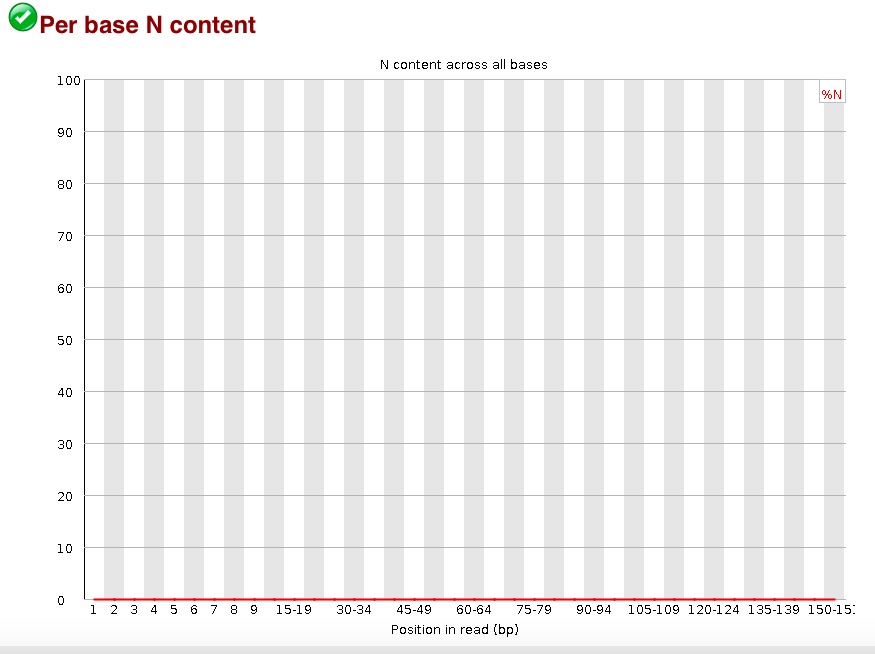 Per base N content
N content across all bases
%N
100
90
80
70
60
50
40
30
20
10
0
1 2 3 4 5 6 7 8 9 15-19 30-34 45-49 60-64 75-79 90-94 105-109 120-124 135-139 150-15
Position in read (bp)